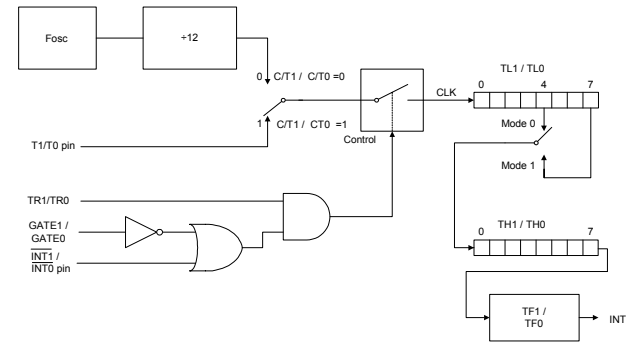 Fosc
÷12
0 C/T1 / C/T0 =0
1 C/T1 / CT0 =1
T1/T0 pin
Control
CLK
TL1 / TL0
0 4 7
Mode 0
Mode 1
TR1/TR0
GATE1 /
GATE0
INT1 /
INT0 pin
TH1 / TH0
0 7
TF1 /
TF0
INT